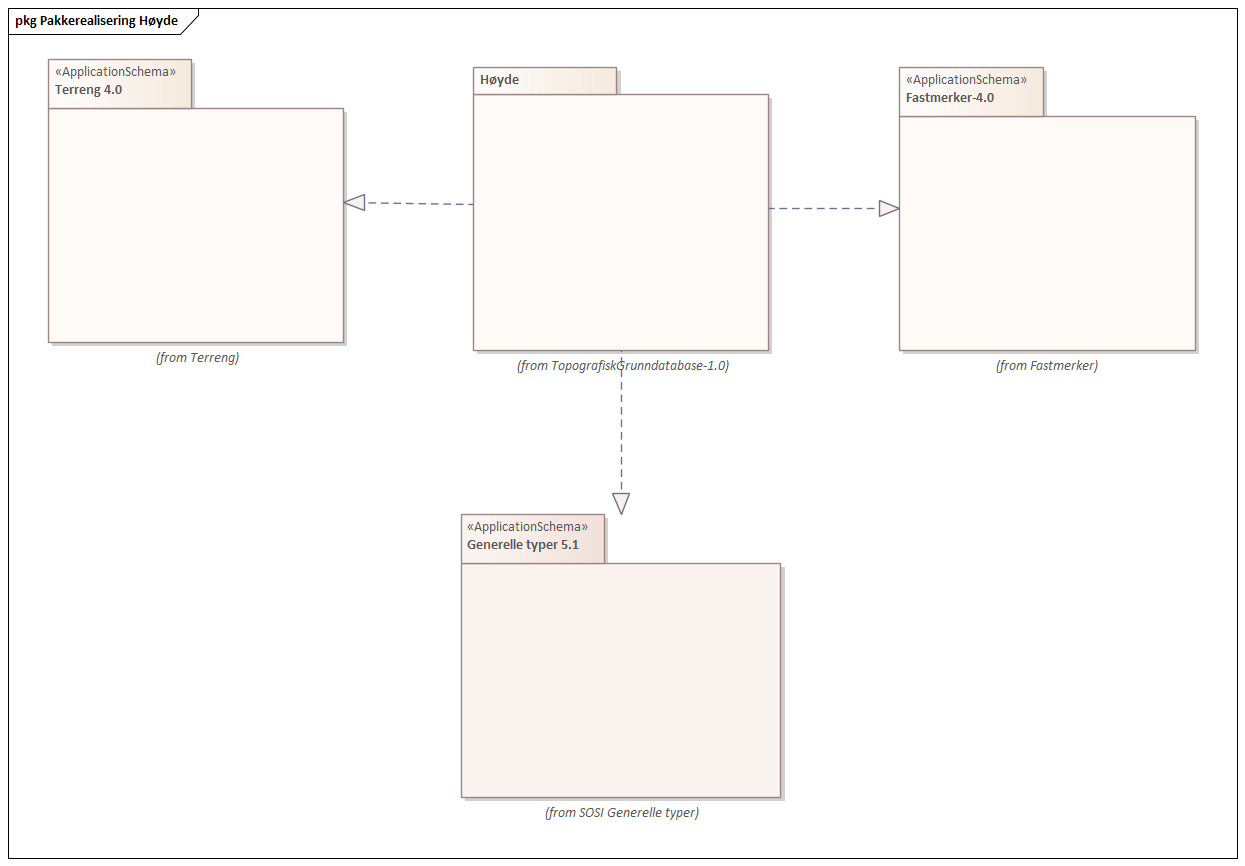 pkg Pakkerealisering Høyde
«ApplicationSchema»
Terreng 4.0
(from Terreng)
Høyde
(from TopografiskGrunndatabase-1.0)
«ApplicationSchema»
Fastmerker-4.0
(from Fastmerker)
«ApplicationSchema»
Generelle typer 5.1
(from SOSI Generelle typer)